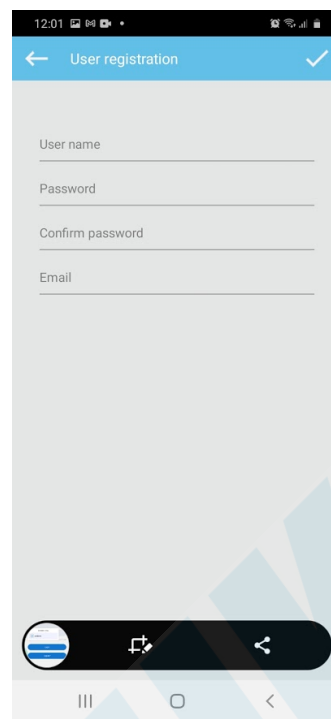 12:01
User registration
User name
Password
Confirm password
Email